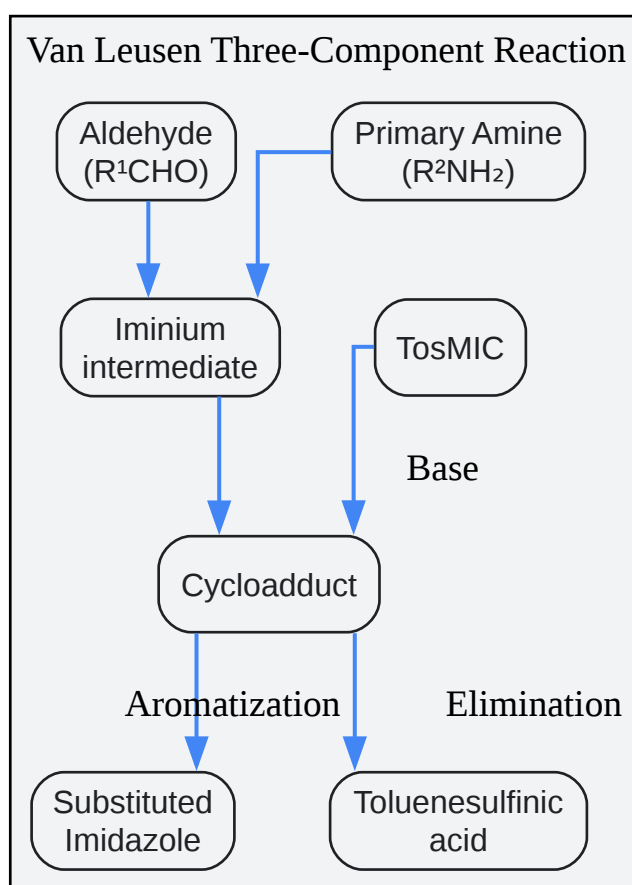 Van Leusen Three-Component Reaction
Aldehyde
(R¹CHO)
Primary Amine
(R²NH₂)
Iminium
intermediate
TosMIC
Base
Cycloadduct
Aromatization
Elimination
Substituted
Imidazole
Toluenesulfinic
acid